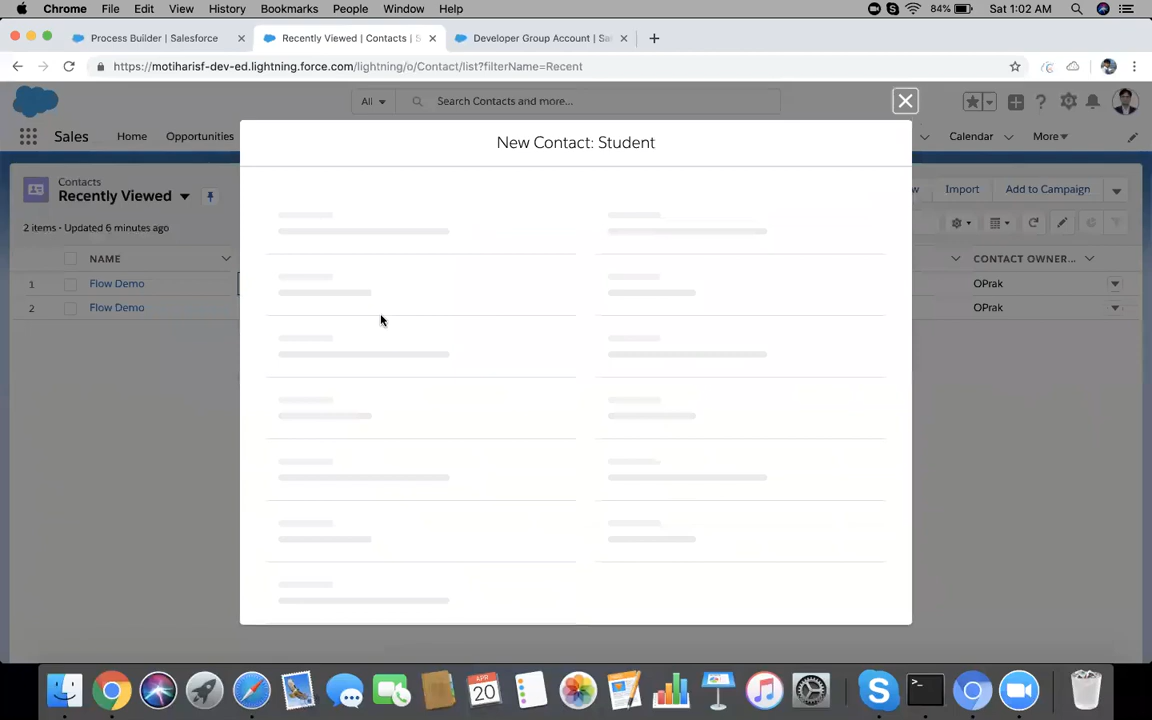 Chrome File Edit View History Bookmarks People Window Help
84% Sat 1:02 AM
Process Builder | Salesforce
Recently Viewed | Contacts | S
Developer Group Account | Sa
https://motiharisf-dev-ed.lightning.force.com/lightning/o/Contact/list?filterName=Recent
All
Search Contacts and more...
Sales
Home
Opportunities
Calendar
More
New Contact: Student
Contacts
Recently Viewed
2 items • Updated 6 minutes ago
w
Import
Add to Campaign
NAME
CONTACT OWNER...
1 Flow Demo OPrak
2 Flow Demo OPrak
APR
20